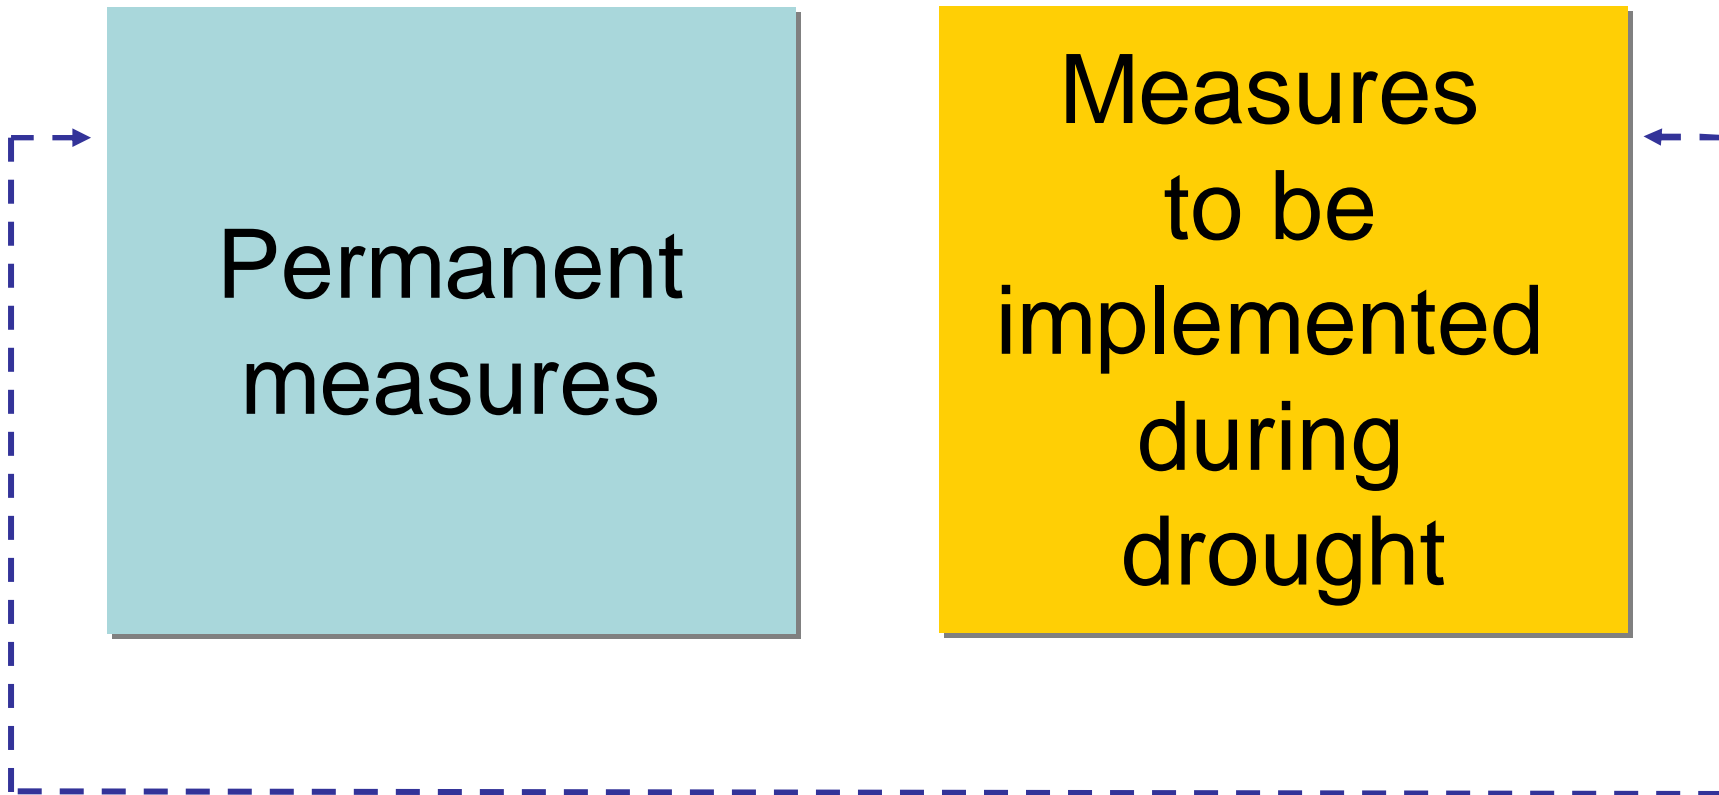 Permanent
measures
Measures
to be
implemented
during
drought